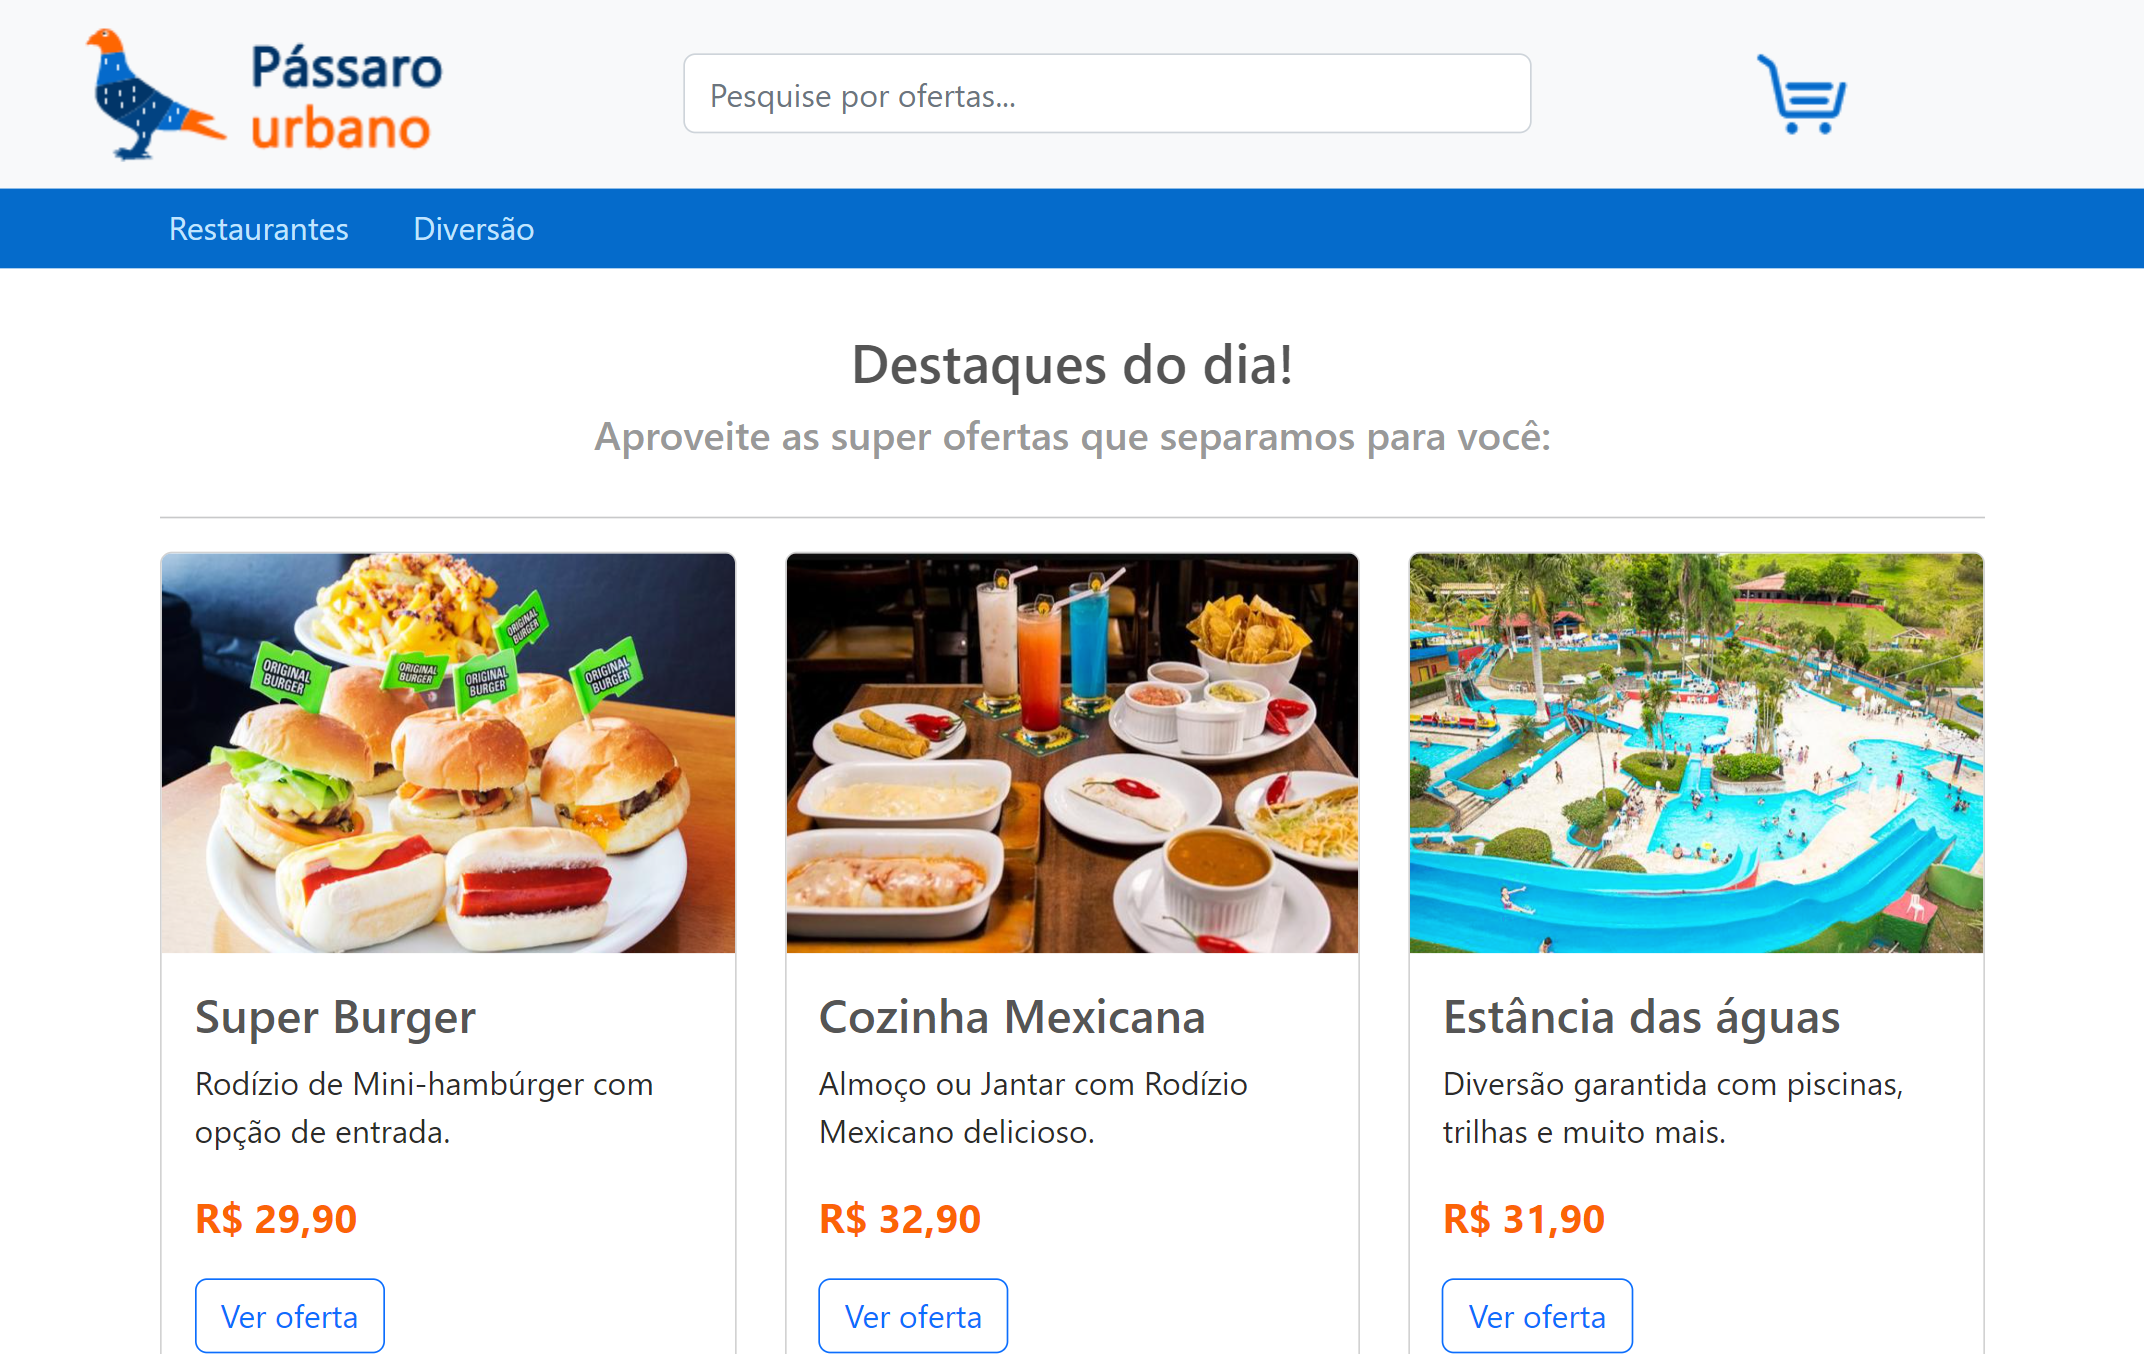 Pássaro
urbano
Pesquise por ofertas...
Restaurantes
Diversão
Destaques do dia!
Aproveite as super ofertas que separamos para você:
ORIGINAL
BURGER
ORIGINAL
BURGER
ORIGINAL
BURGER
ORIGINAL
BURGER
ORIGINAL
BURGER
Super Burger
Rodízio de Mini-hambúrger com
opção de entrada.
R$ 29,90
Ver oferta
Cozinha Mexicana
Almoço ou Jantar com Rodízio
Mexicano delicioso.
R$ 32,90
Ver oferta
Estância das águas
Diversão garantida com piscinas,
trilhas e muito mais.
R$ 31,90
Ver oferta